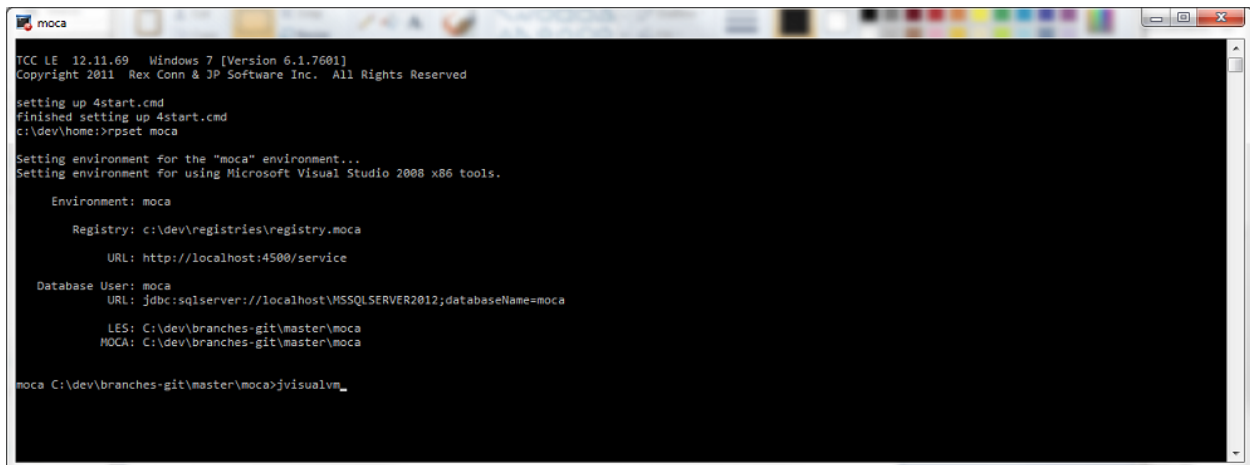 moca
TCC LE  12.11.69   Windows 7 [Version 6.1.7601]
Copyright 2011  Rex Conn & JP Software Inc.  All Rights Reserved
setting up 4start.cmd
finished setting up 4start.cmd
c:\dev\home:>rpset moca
Setting environment for the "moca" environment...
Setting environment for using Microsoft Visual Studio 2008 x86 tools.
Environment: moca
Registry: c:\dev\registries\registry.moca
URL: http://localhost:4500/service
Database User: moca
URL: jdbc:sqlserver://localhost\MSSQLSERVER2012;databaseName=moca
LES: C:\dev\branches-git\master\moca
MOCA: C:\dev\branches-git\master\moca
moca C:\dev\branches-git\master\moca>jvisualvm_